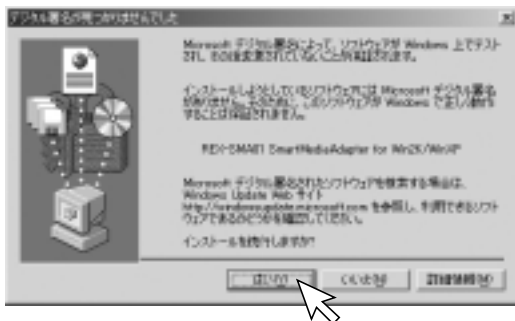 デジタル署名が見つかりませんでした
Microsoft デジタル署名によって、ソフトウェアが Windows 上でテスト
され、その後変更されていないことが保証されます。
インストールしようとしているソフトウェアには Microsoft デジタル署名
がありません。そのために、このソフトウェアが Windows で正しく動作
することは保証されません。
REX-SMA01 SmartMediaAdapter for Win2K/WinXP
Microsoft デジタル署名されたソフトウェアを検索する場合は、
Windows Update Web サイト
http://windowsupdate.microsoft.com を参照し、利用できるソフト
ウェアであるかどうかを確認してください。
インストールを続行しますか?
はい(Y)
いいえ(N)
詳細情報(M)